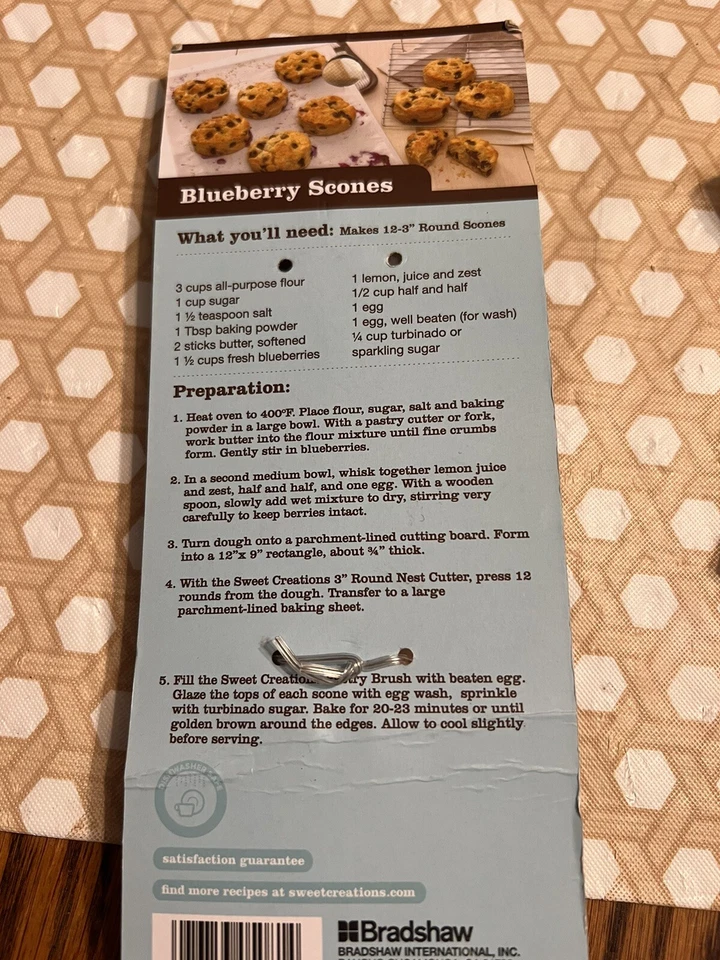 Blueberry Scones
What you'll need: Makes 12-3" Round Scones
3 cups all-purpose flour
1 cup sugar
1 ½ teaspoon salt
1 Tbsp baking powder
2 sticks butter, softened
1 ½ cups fresh blueberries
1 lemon, juice and zest
1/2 cup half and half
1 egg
1 egg, well beaten (for wash)
¼ cup turbinado or
sparkling sugar
Preparation:
1. Heat oven to 400ºF. Place flour, sugar, salt and baking
powder in a large bowl. With a pastry cutter or fork,
work butter into the flour mixture until fine crumbs
form. Gently stir in blueberries.
2. In a second medium bowl, whisk together lemon juice
and zest, half and half, and one egg. With a wooden
spoon, slowly add wet mixture to dry, stirring very
carefully to keep berries intact.
3. Turn dough onto a parchment-lined cutting board. Form
into a 12"x 9" rectangle, about ¾" thick.
4. With the Sweet Creations 3" Round Nest Cutter, press 12
rounds from the dough. Transfer to a large
parchment-lined baking sheet.
5. Fill the Sweet Brush with beaten egg.
Glaze the tops of each scone with egg wash, sprinkle
with turbinado sugar. Bake for 20-23 minutes or until
golden brown around the edges. Allow to cool slightly
before serving.
DISHWASHER SAFE
satisfaction guarantee
find more recipes at sweetcreations.com
Bradshaw
BRADSHAW INTERNATIONAL, INC.